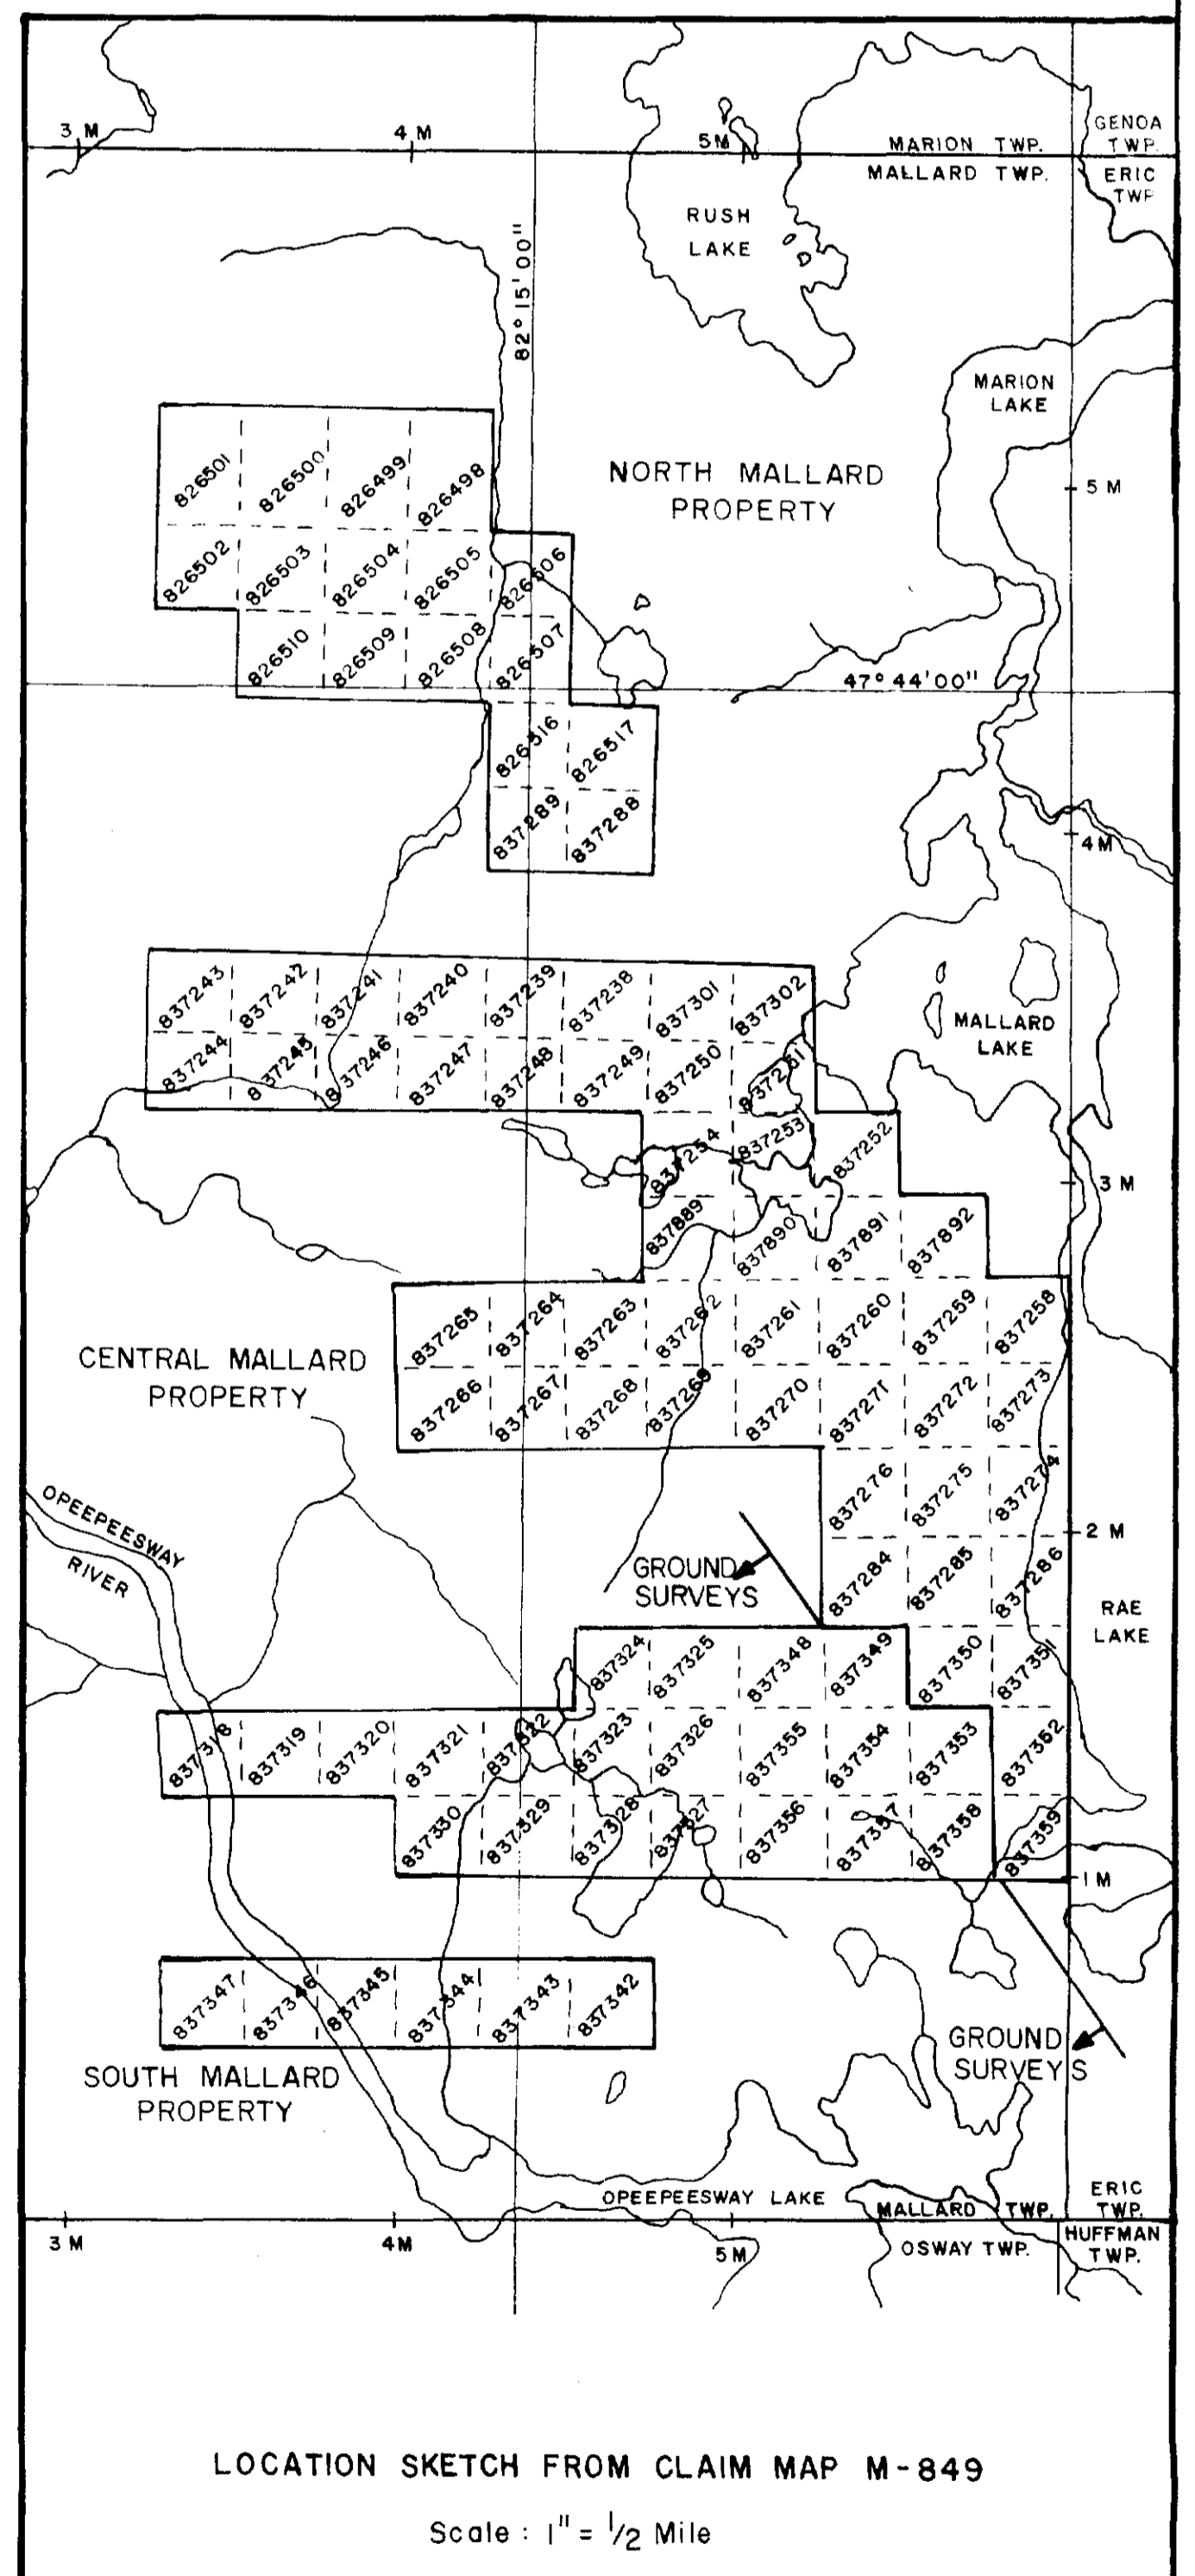 3 M
4 M
5 M
MARION TWP.
GENOA
TWP.
MALLARD TWP.
ERIC
TWP
RUSH
LAKE
82° 15' 00"
MARION
LAKE
NORTH MALLARD
PROPERTY
5 M
826501
826500
826499
826498
826502
826503
826504
826505
826506
826510
826509
826508
826507
47° 44' 00"
826516
826517
837289
837288
4 M
837243
837242
837241
837240
837239
837238
837301
837302
MALLARD
LAKE
837244
837245
837246
837247
837248
837249
837250
837251
837254
837253
837252
3 M
837889
837890
837891
837892
837265
837264
837263
837262
837261
837260
837259
837258
CENTRAL MALLARD
PROPERTY
837266
837267
837268
837269
837270
837271
837272
837273
837276
837275
837274
OPEEPEESWAY
RIVER
2 M
GROUND
SURVEYS
837284
837285
837286
RAE
LAKE
837324
837325
837348
837349
837350
837351
837318
837319
837320
837321
837322
837323
837326
837355
837354
837353
837352
837330
837329
837328
837327
837356
837357
837358
837359
1 M
837347
837346
837345
837344
837343
837342
GROUND
SURVEYS
SOUTH MALLARD
PROPERTY
OPEEPEESWAY LAKE
MALLARD TWP.
ERIC
TWP.
3 M
4M
5 M
OSWAY TWP.
HUFFMAN
TWP.
LOCATION SKETCH FROM CLAIM MAP M-849
Scale : 1" = 1/2 Mile